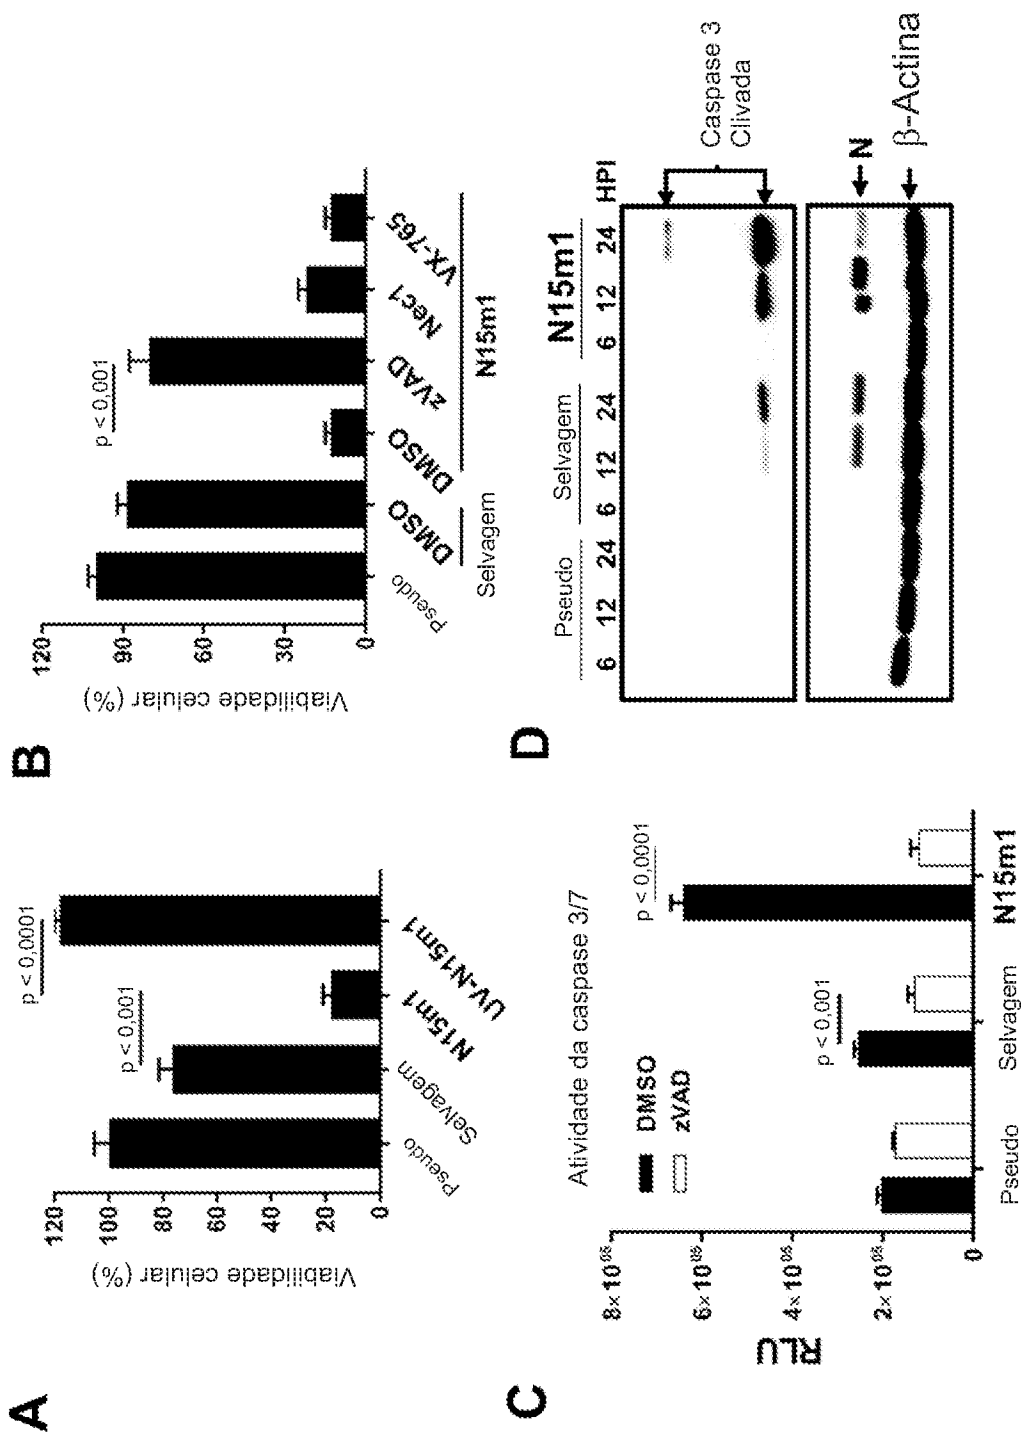 A
Viabilidade celular (%)
120
100
80
60
40
20
0
p < 0,0001
p < 0,001
Pseudo
Selvagem
N15m1
UV-N15m1
B
Viabilidade celular (%)
120
90
60
30
0
p < 0,001
Pseudo
DMSO
DMSO
zVAD
Nec1
VX-765
Selvagem
N15m1
C
Atividade da caspase 3/7
RLU
8×10⁰⁵
6×10⁰⁵
4×10⁰⁵
2×10⁰⁵
0
DMSO
zVAD
p < 0,001
p < 0,0001
Pseudo
Selvagem
N15m1
D
Pseudo
Selvagem
N15m1
6 12 24 6 12 24 6 12 24 HPI
Caspase 3
Clivada
N
β-Actina